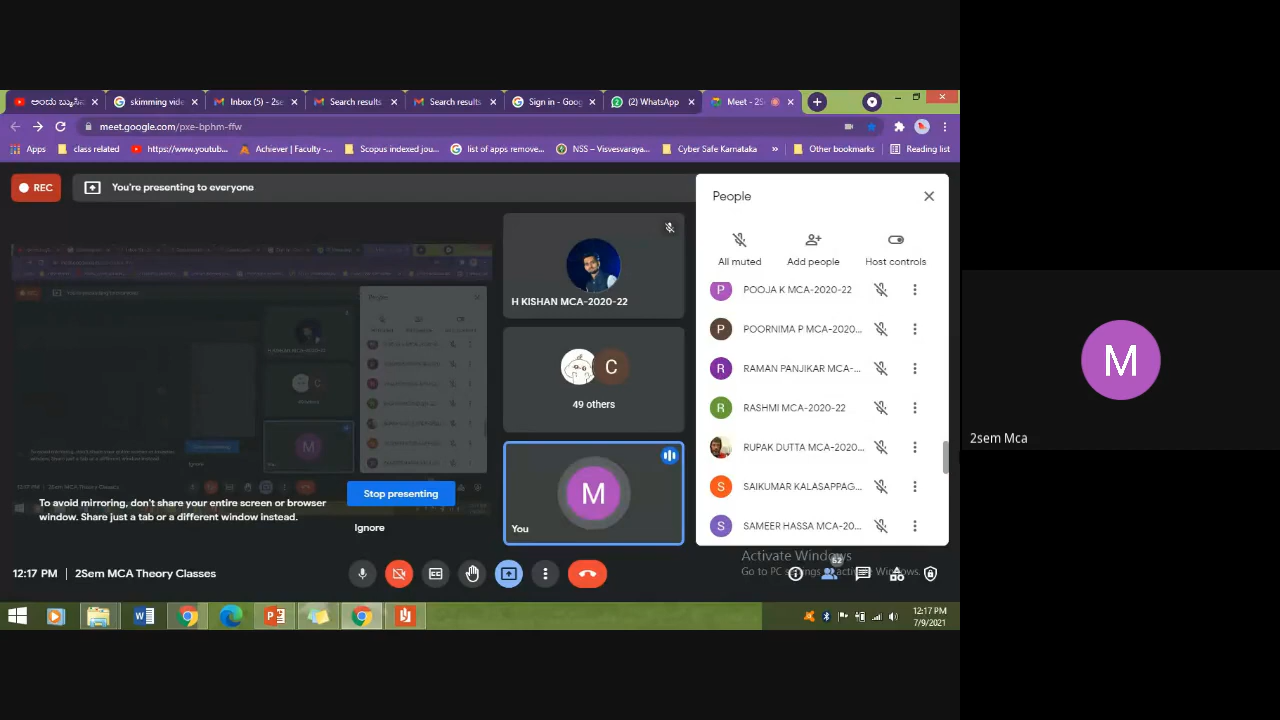 ಅಂದು ಬ್ಯುಸಿನೆ
skimming vide
Inbox (5) - 2se
Search results
Search results
Sign in - Goog
(2) WhatsApp
Meet - 2S
meet.google.com/pxe-bphm-ffw
Apps
class related
https://www.youtub...
Achiever | Faculty -...
Scopus indexed jou...
list of apps remove...
NSS – Visvesvaraya...
Cyber Safe Karnataka
»
Other bookmarks
Reading list
REC
You're presenting to everyone
People
All muted
Add people
Host controls
POOJA K MCA-2020-22
POORNIMA P MCA-2020...
RAMAN PANJIKAR MCA-...
RASHMI MCA-2020-22
RUPAK DUTTA MCA-2020...
SAIKUMAR KALASAPPAG...
SAMEER HASSA MCA-20...
P
P
R
R
S
S
H KISHAN MCA-2020-22
C
49 others
M
You
To avoid mirroring, don't share your entire screen or browser
window. Share just a tab or a different window instead.
Stop presenting
Ignore
12:17 PM | 2Sem MCA Theory Classes
Activate Windows
Go to PC settings to activate Windows.
62
12:17 PM
7/9/2021
M
2sem Mca